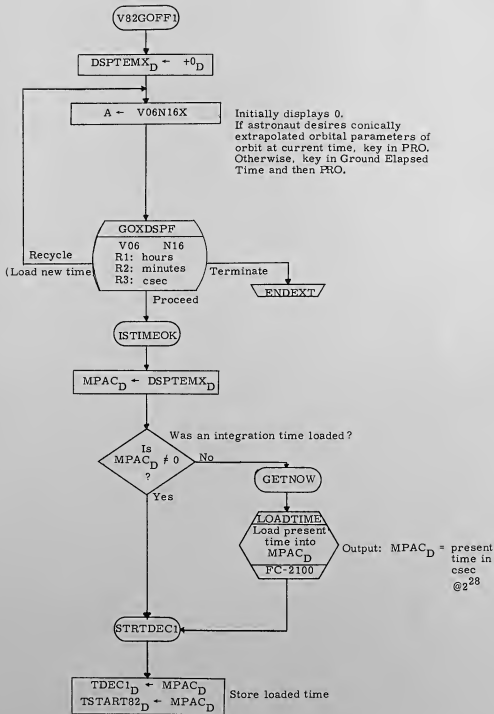 V82GOFF1
DSPTEMX_D ← +0_D
A ← V06N16X
Initially displays 0.
If astronaut desires conically
extrapolated orbital parameters of
orbit at current time, key in PRO.
Otherwise, key in Ground Elapsed
Time and then PRO.
GOXDSPF
V06 N16
R1: hours
R2: minutes
R3: csec
Recycle
(Load new time)
Terminate
ENDEXT
Proceed
ISTIMEOK
MPAC_D ← DSPTEMX_D
Was an integration time loaded?
Is
MPAC_D ≠ 0
?
No
Yes
GETNOW
LOADTIME
Load present
time into
MPAC_D
FC-2100
Output: MPAC_D = present
time in
csec
@2^28
STRTDEC1
TDEC1_D ← MPAC_D
TSTART82_D ← MPAC_D
Store loaded time